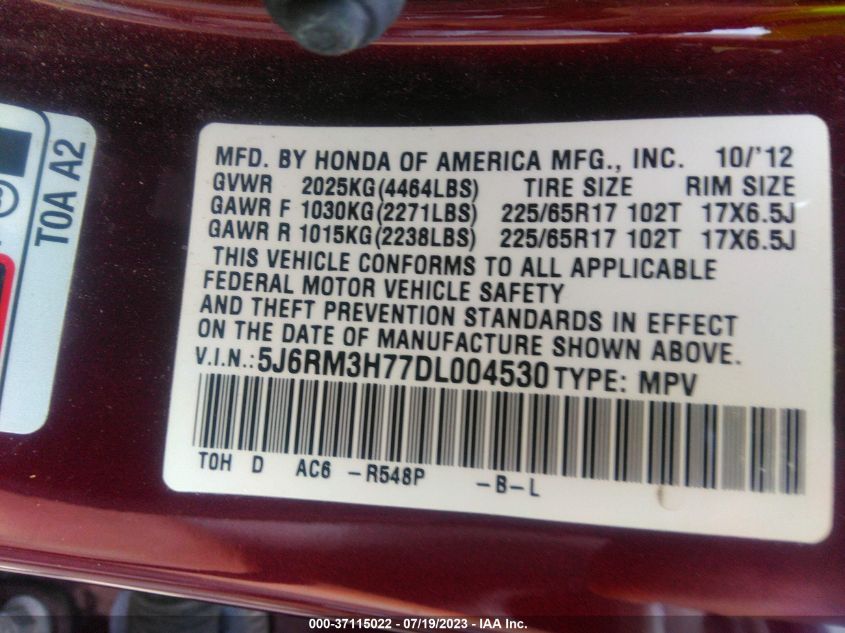 T0A A2
MFD. BY HONDA OF AMERICA MFG., INC. 10/'12
GVWR 2025KG(4464LBS) TIRE SIZE RIM SIZE
GAWR F 1030KG(2271LBS) 225/65R17 102T 17X6.5J
GAWR R 1015KG(2238LBS) 225/65R17 102T 17X6.5J
THIS VEHICLE CONFORMS TO ALL APPLICABLE
FEDERAL MOTOR VEHICLE SAFETY
AND THEFT PREVENTION STANDARDS IN EFFECT
ON THE DATE OF MANUFACTURE SHOWN ABOVE.
V.I.N.:5J6RM3H77DL004530 TYPE: MPV
T0H D AC6 -R548P -B-L
000-37115022 - 07/19/2023 - IAA Inc.